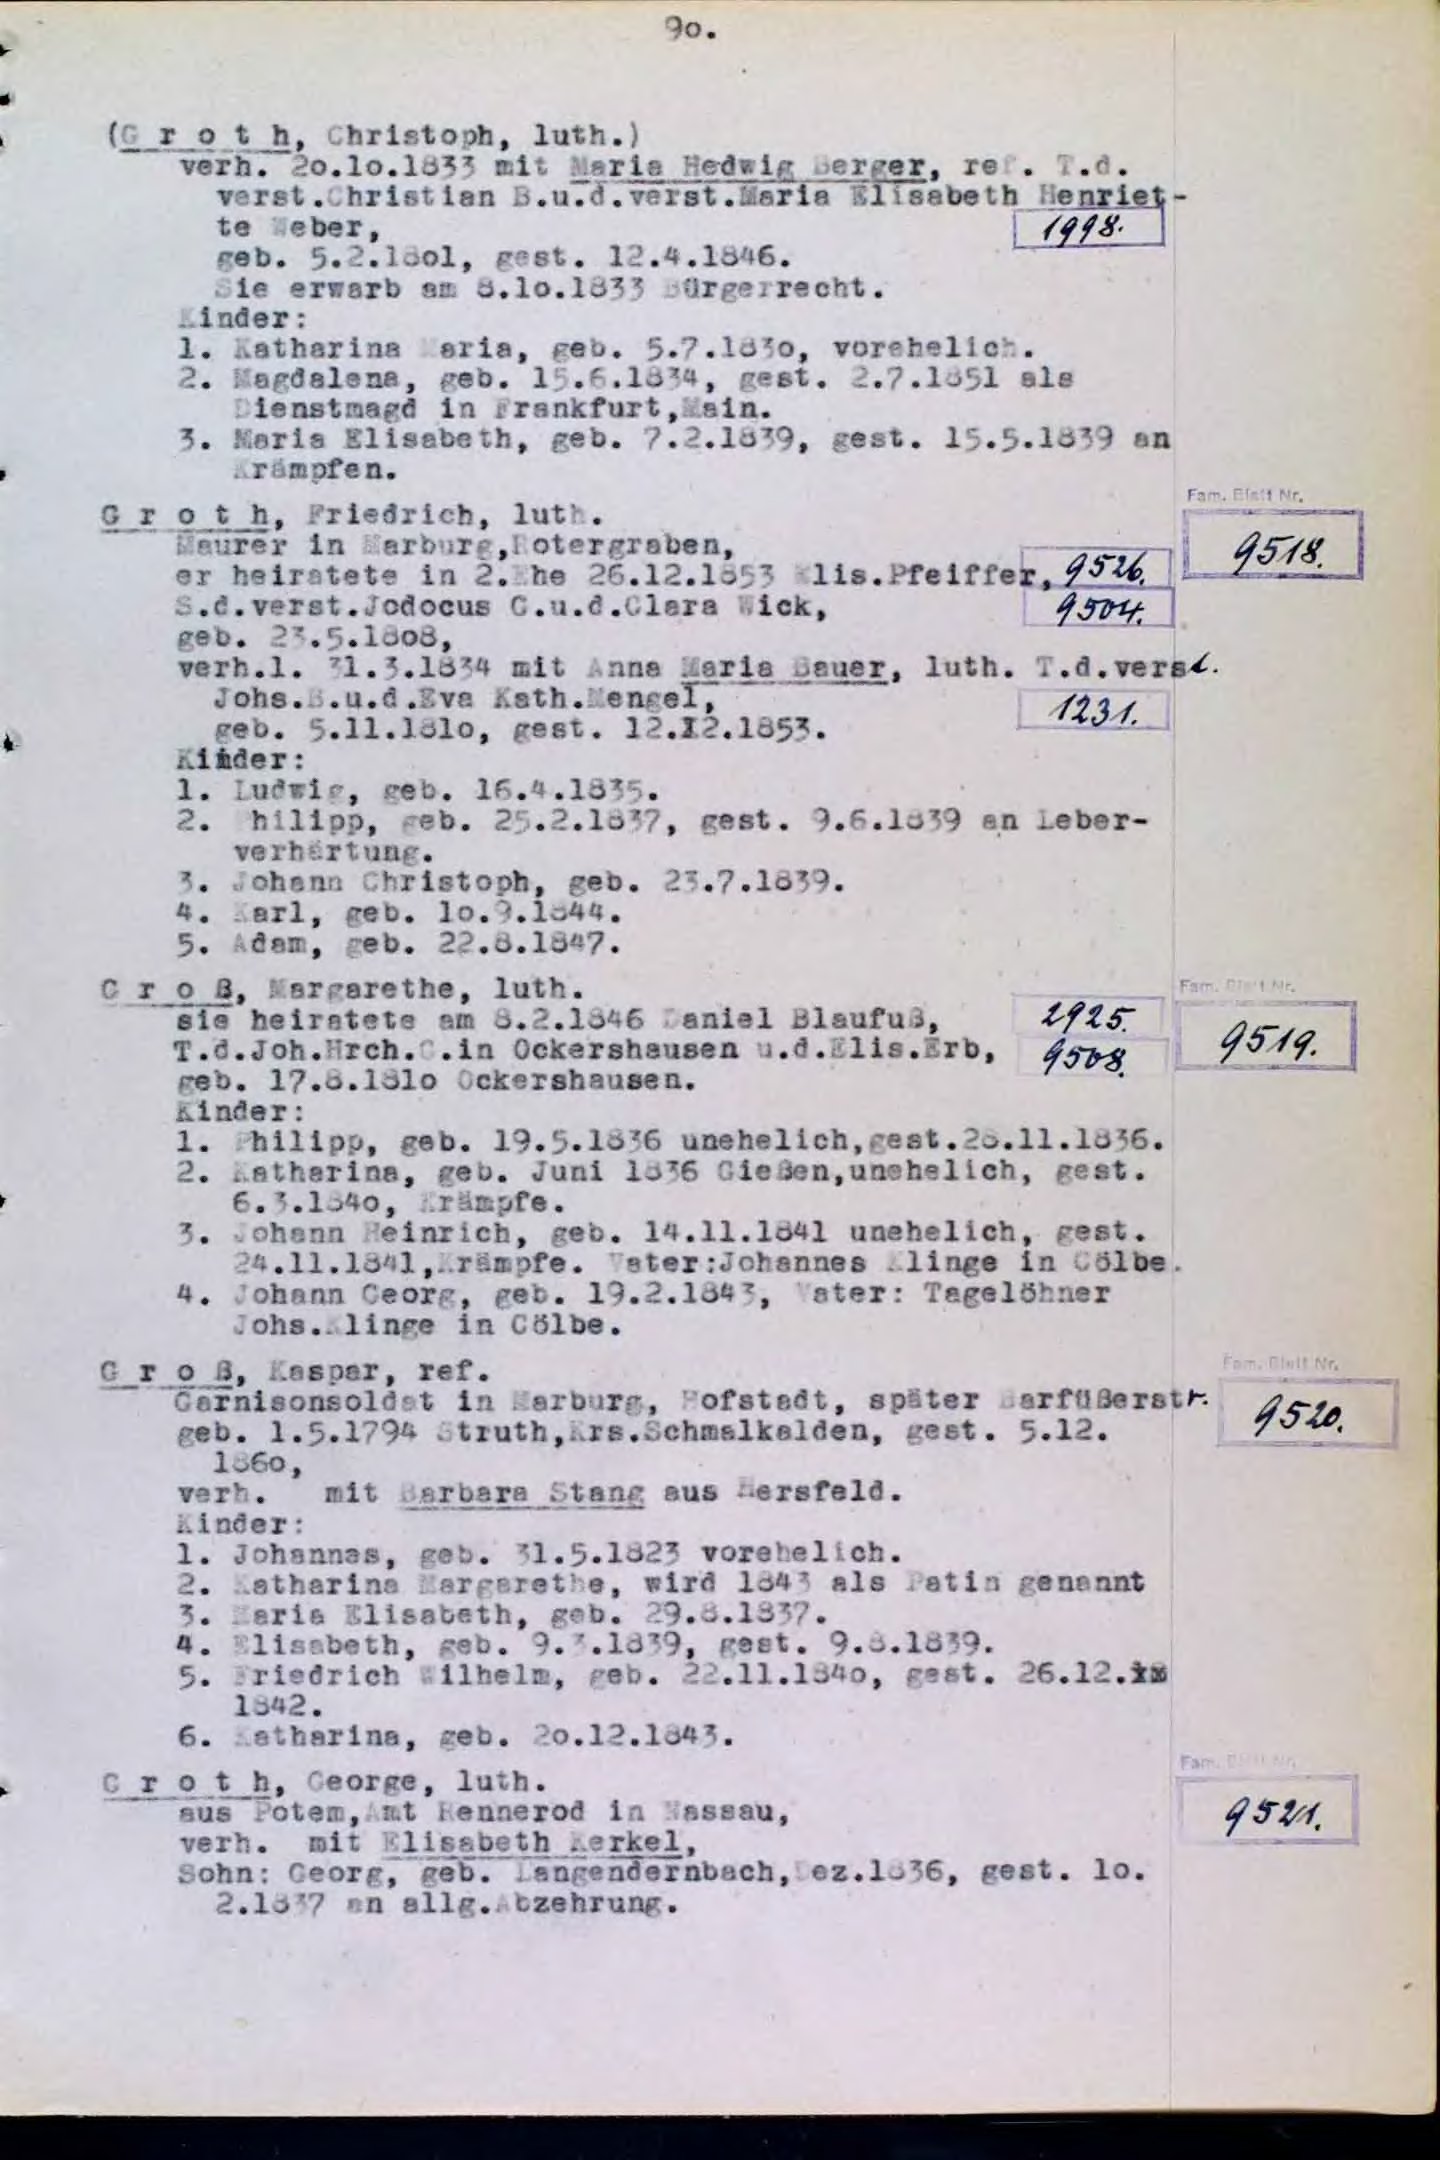 9o.
(G r o t h, Christoph, luth.)
verh. 2o.1o.1833 mit Maria Hedwig Berger, ref. T.d.
verst.Christian B.u.d.verst.Maria Elisabeth Henriet-
te Weber,
1998.
geb. 5.2.18o1, gest. 12.4.1846.
Sie erwarb am 8.1o.1833 Bürgerrecht.
Kinder:
1. Katharina Maria, geb. 5.7.183o, vorehelich.
2. Magdalena, geb. 15.6.1834, gest. 2.7.1851 als
Dienstmagd in Frankfurt,Main.
3. Maria Elisabeth, geb. 7.2.1839, gest. 15.5.1839 an
Krämpfen.
G r o t h, Friedrich, luth.
Fam. Blatt Nr.
9518.
Maurer in Marburg,Rotergraben,
er heiratete in 2.Ehe 26.12.1853 Elis.Pfeiffer, 9526.
S.d.verst.Jodocus G.u.d.Clara Wick, 9504.
geb. 23.5.18o8,
verh.1. 31.3.1834 mit Anna Maria Bauer, luth. T.d.verst.
Johs.B.u.d.Eva Kath.Mengel,
1231.
geb. 5.11.181o, gest. 12.12.1853.
Kinder:
1. Ludwig, geb. 16.4.1835.
2. Philipp, geb. 25.2.1837, gest. 9.6.1839 an Leber-
verhärtung.
3. Johann Christoph, geb. 23.7.1839.
4. Karl, geb. 1o.9.1844.
5. Adam, geb. 22.8.1847.
G r o ß, Margarethe, luth.
Fam. Blatt Nr.
9519.
sie heiratete am 8.2.1846 Daniel Blaufuß, 2925.
T.d.Joh.Hrch.G.in Ockershausen u.d.Elis.Erb, 9508.
geb. 17.8.181o Ockershausen.
Kinder:
1. Philipp, geb. 19.5.1836 unehelich,gest.28.11.1836.
2. Katharina, geb. Juni 1836 Gießen,unehelich, gest.
6.3.184o, Krämpfe.
3. Johann Heinrich, geb. 14.11.1841 unehelich, gest.
24.11.1841,Krämpfe. Vater:Johannes Klinge in Cölbe.
4. Johann Georg, geb. 19.2.1843, Vater: Tagelöhner
Johs.Klinge in Cölbe.
G r o ß, Kaspar, ref.
Fam. Blatt Nr.
9520.
Garnisonsoldat in Marburg, Hofstadt, später Barfüßerstr.
geb. 1.5.1794 Struth,Krs.Schmalkalden, gest. 5.12.
186o,
verh. mit Barbara Stang aus Hersfeld.
Kinder:
1. Johannes, geb. 31.5.1823 vorehelich.
2. Katharina Margarethe, wird 1843 als Patin genannt
3. Maria Elisabeth, geb. 29.8.1837.
4. Elisabeth, geb. 9.3.1839, gest. 9.8.1839.
5. Friedrich Wilhelm, geb. 22.11.184o, gest. 26.12.
1842.
6. Katharina, geb. 2o.12.1843.
G r o t h, George, luth.
Fam. Blatt Nr.
9521.
aus Potem,Amt Rennerod in Nassau,
verh. mit Elisabeth Kerkel,
Sohn: Georg, geb. Langendernbach,Dez.1836, gest. 1o.
2.1837 an allg.Abzehrung.